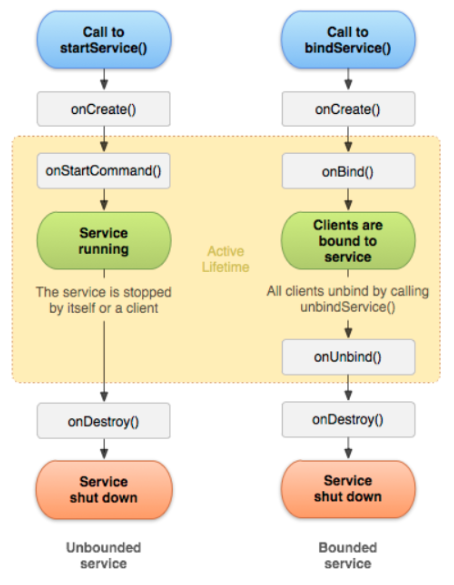 Call to
startService()
onCreate()
onStartCommand()
Service
running
The service is stopped
by itself or a client
onDestroy()
Service
shut down
Unbounded
service
Active
Lifetime
Call to
bindService()
onCreate()
onBind()
Clients are
bound to
service
All clients unbind by calling
unbindService()
onUnbind()
onDestroy()
Service
shut down
Bounded
service